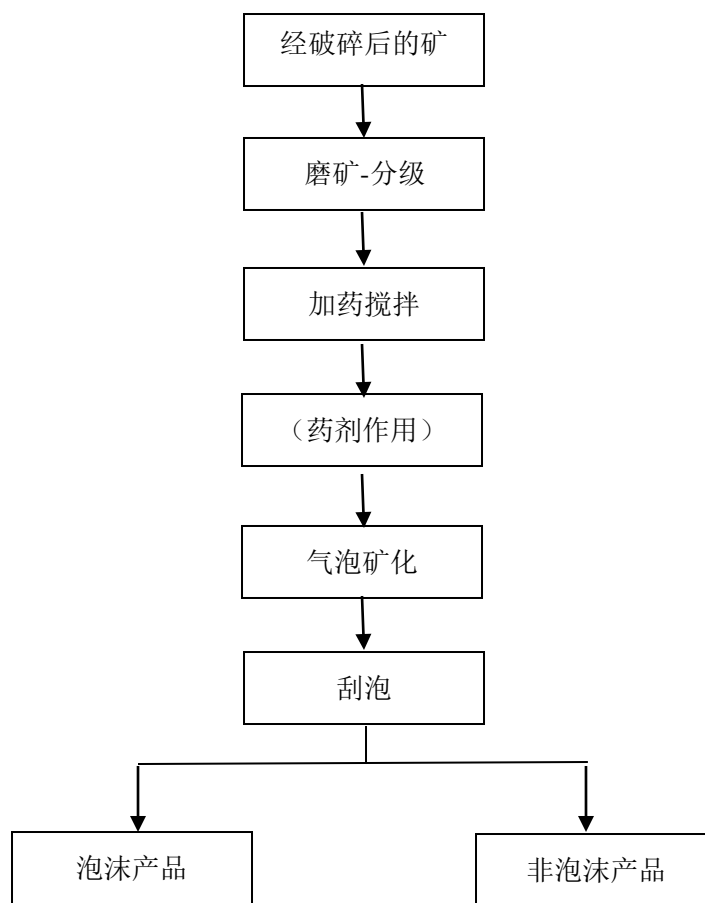 经破碎后的矿
磨矿-分级
加药搅拌
（药剂作用）
气泡矿化
刮泡
泡沫产品
非泡沫产品